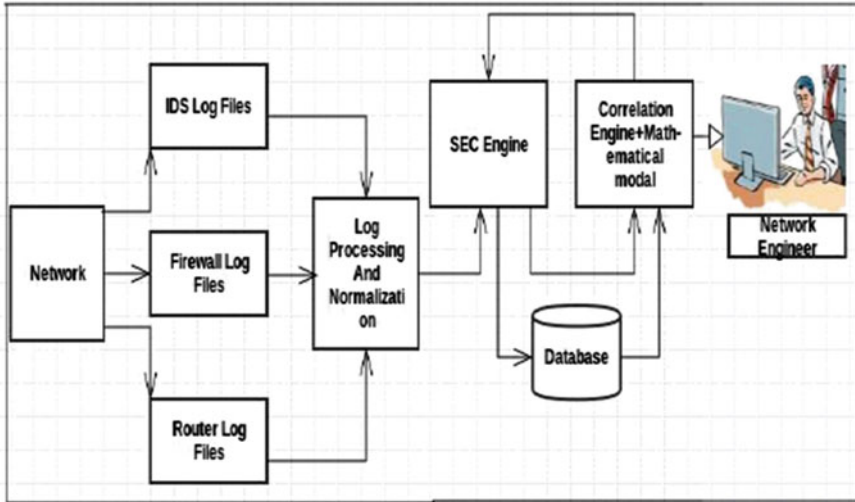 IDS Log Files
SEC Engine
Correlation
Engine+Math-
ematical
modal
Network
Firewall Log
Files
Log
Processing
And
Normalizati
on
Network
Engineer
Database
Router Log
Files